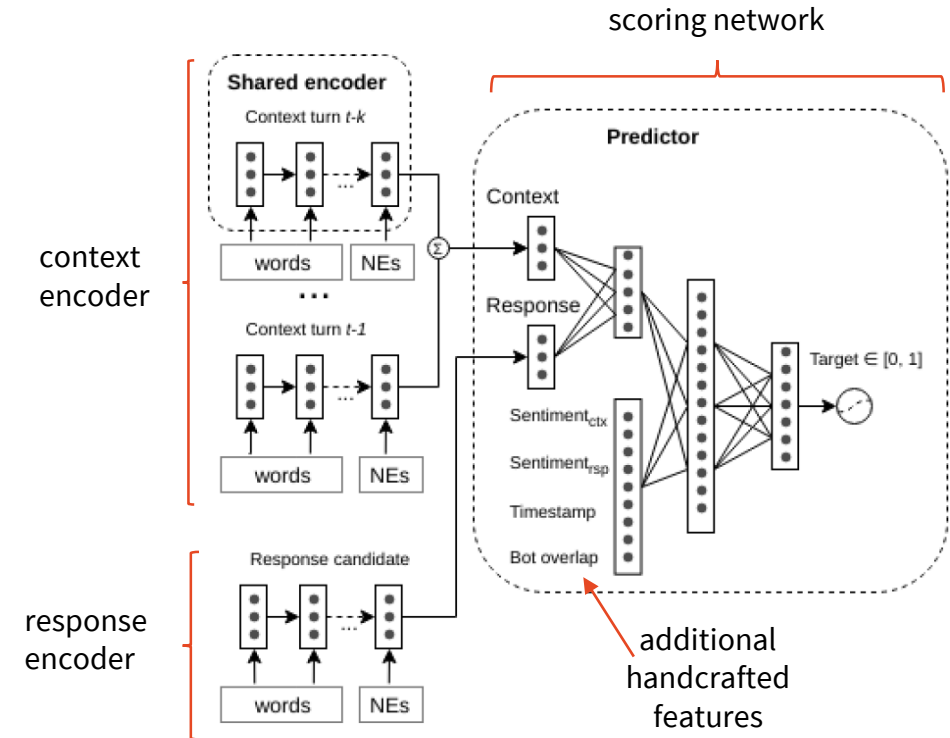 scoring network
Shared encoder
Context turn t-k
...
words
NEs
...
Context turn t-1
...
words
NEs
context
encoder
Σ
Predictor
Context
Response
Sentiment_ctx
Sentiment_rsp
Timestamp
Bot overlap
Target ∈ [0, 1]
Response candidate
...
words
NEs
response
encoder
additional
handcrafted
features